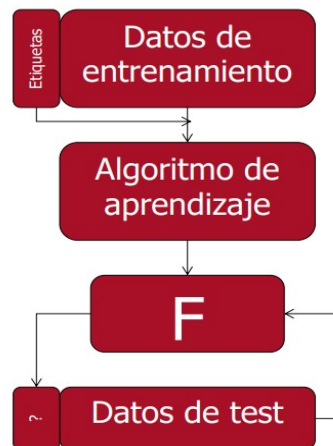 Etiquetas
Datos de
entrenamiento
Algoritmo de
aprendizaje
F
?
Datos de test